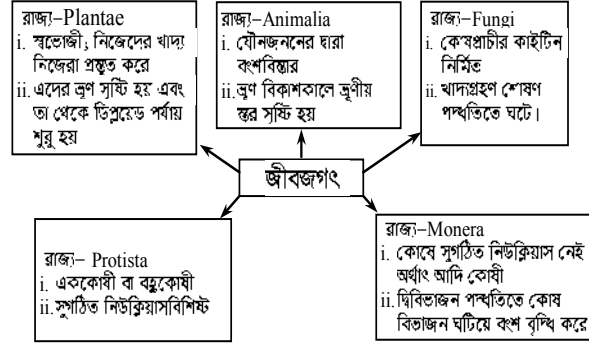 রাজ্য–Plantae
i. স্বভোজী, নিজেদের খাদ্য
নিজেরা প্রস্তুত করে
ii. এদের ভ্রূণ সৃষ্টি হয় এবং
তা থেকে ডিপ্লয়েড পর্যায়
শুরু হয়
রাজ্য–Animalia
i. যৌনজননের দ্বারা
বংশবিস্তার
ii. ভ্রূণ বিকাশকালে ভ্রূণীয়
স্তর সৃষ্টি হয়
রাজ্য–Fungi
i. কোষপ্রাচীর কাইটিন
নির্মিত
ii. খাদ্যগ্রহণ শোষণ
পদ্ধতিতে ঘটে।
জীবজগৎ
রাজ্য– Protista
i. এককোষী বা বহুকোষী
ii. সুগঠিত নিউক্লিয়াসবিশিষ্ট
রাজ্য–Monera
i. কোষে সুগঠিত নিউক্লিয়াস নেই
অর্থাৎ আদি কোষী
ii. দ্বিবিভাজন পদ্ধতিতে কোষ
বিভাজন ঘটিয়ে বংশ বৃদ্ধি করে